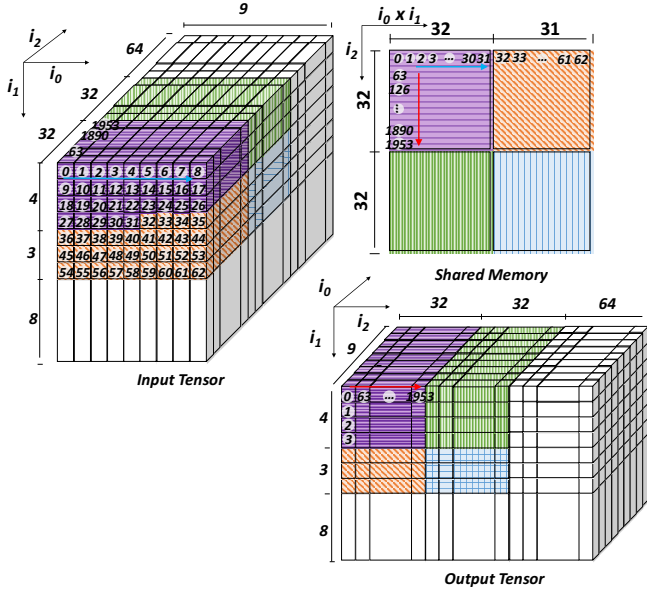 9
i2
i0
i1
64
32
32
1953
1890
63
0 1 2 3 4 5 6 7 8
9 10 11 12 13 14 15 16 17
18 19 20 21 22 23 24 25 26
27 28 29 30 31 32 33 34 35
36 37 38 39 40 41 42 43 44
45 46 47 48 49 50 51 52 53
54 55 56 57 58 59 60 61 62
4
3
8
Input Tensor
i0 x i1
i2
32 31
32
32
0 1 2 3 ... 30 31 32 33 ... 61 62
63
126
...
1890
1953
Shared Memory
i0
i2
i1
32 32 64
9
0 63 ... 1953
1
2
3
4
3
8
Output Tensor